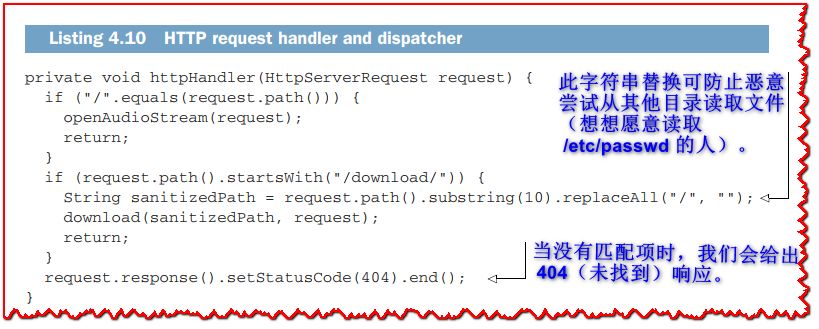 Listing 4.10 HTTP request handler and dispatcher
private void httpHandler(HttpServerRequest request) {
if ("/".equals(request.path())) {
openAudioStream(request);
return;
}
if (request.path().startsWith("/download/")) {
String sanitizedPath = request.path().substring(10).replaceAll("/", "");
download(sanitizedPath, request);
return;
}
request.response().setStatusCode(404).end();
}
此字符串替换可防止恶意
尝试从其他目录读取文件
（想想愿意读取
/etc/passwd 的人）。
当没有匹配项时，我们会给出
404（未找到）响应。